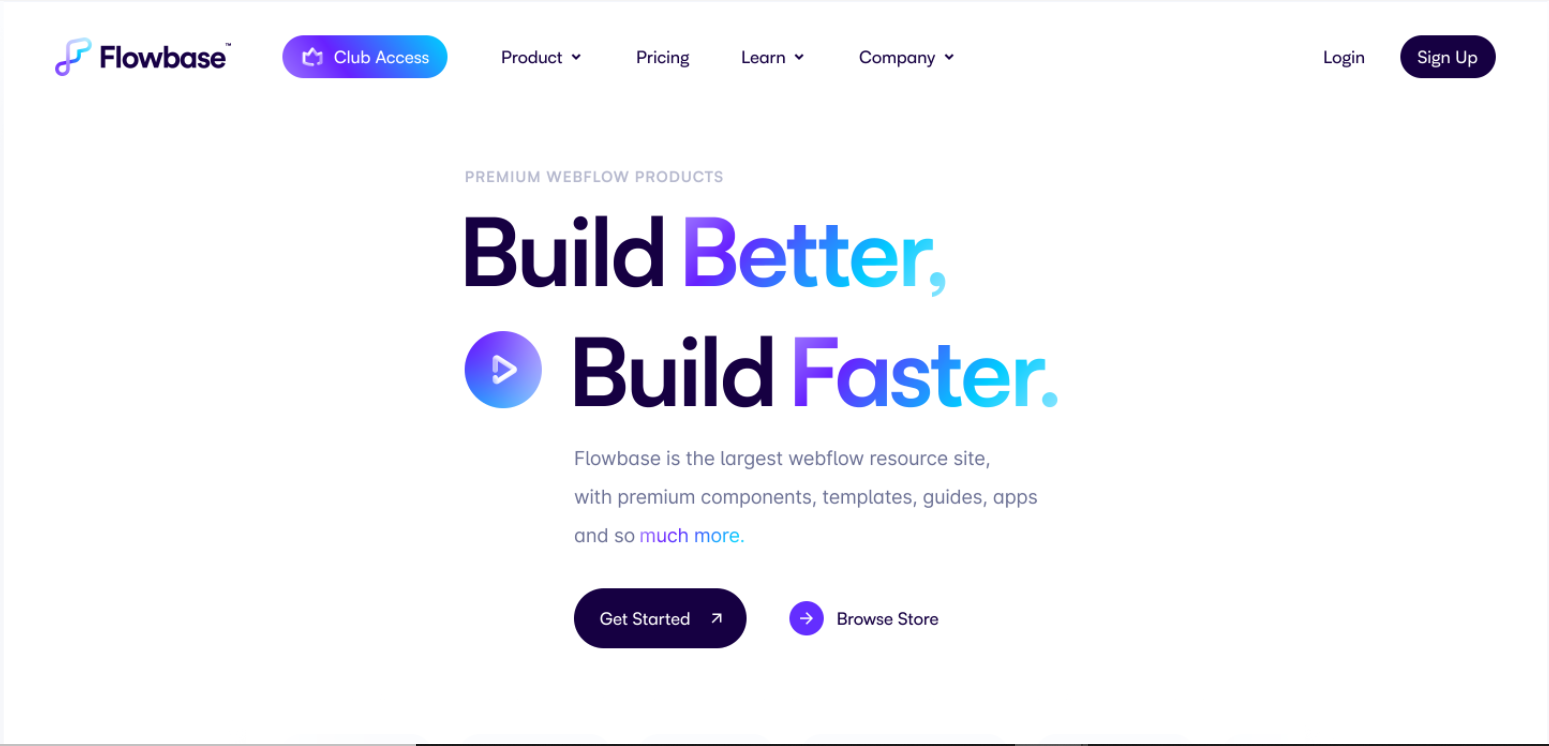 Flowbase™
Club Access
Product
Pricing
Learn
Company
Login
Sign Up
PREMIUM WEBFLOW PRODUCTS
Build Better,
Build Faster.
Flowbase is the largest webflow resource site,
with premium components, templates, guides, apps
and so much more.
Get Started
Browse Store